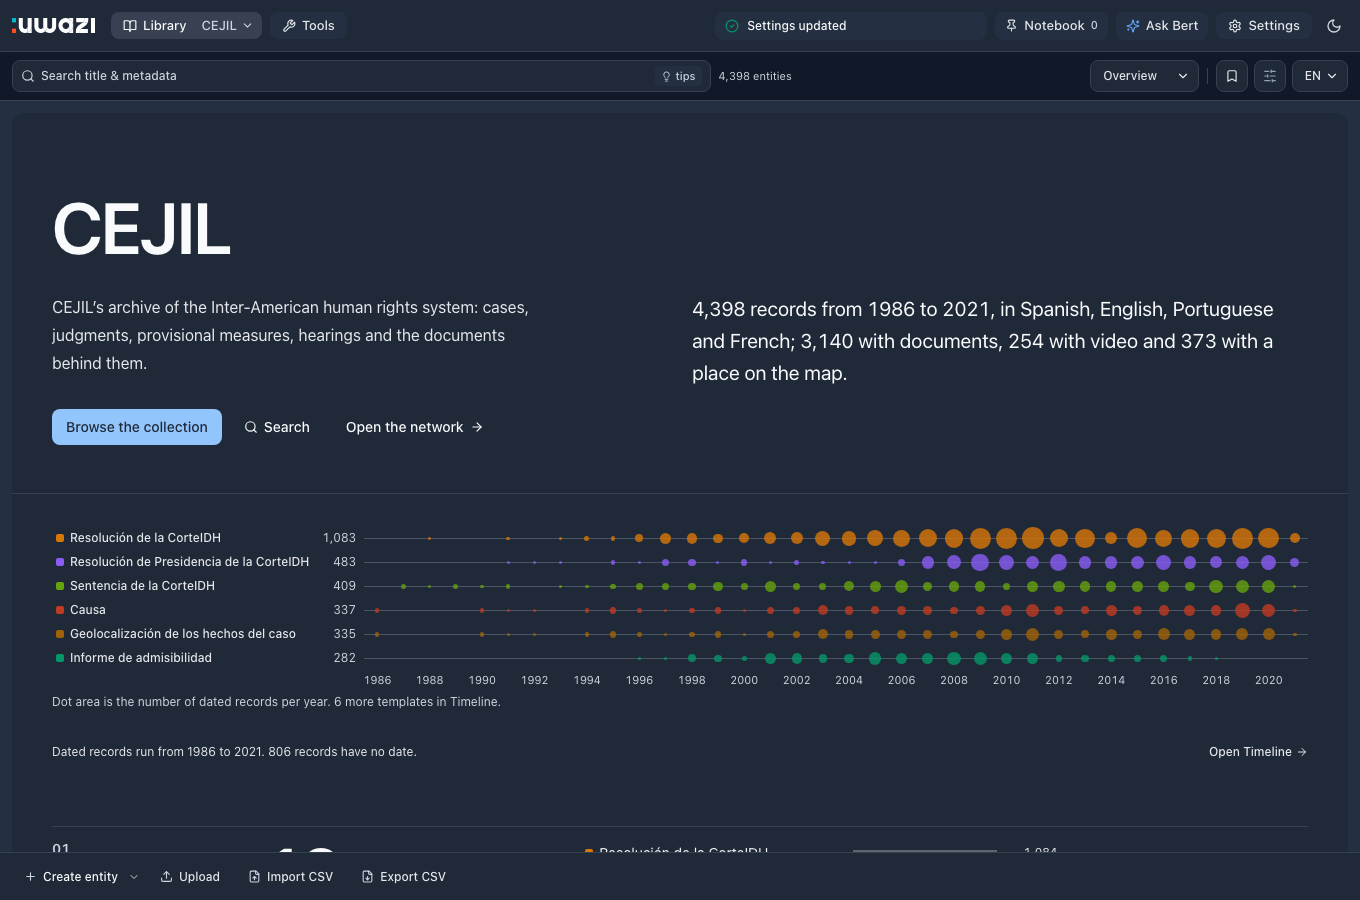 uwazi
Library CEJIL
Tools
Settings updated
Notebook 0
Ask Bert
Settings
Search title & metadata
tips
4,398 entities
Overview
EN
CEJIL
CEJIL’s archive of the Inter-American human rights system: cases,
judgments, provisional measures, hearings and the documents
behind them.
4,398 records from 1986 to 2021, in Spanish, English, Portuguese
and French; 3,140 with documents, 254 with video and 373 with a
place on the map.
Browse the collection
Search
Open the network
Resolución de la CorteIDH 1,083
Resolución de Presidencia de la CorteIDH 483
Sentencia de la CorteIDH 409
Causa 337
Geolocalización de los hechos del caso 335
Informe de admisibilidad 282
1986 1988 1990 1992 1994 1996 1998 2000 2002 2004 2006 2008 2010 2012 2014 2016 2018 2020
Dot area is the number of dated records per year. 6 more templates in Timeline.
Dated records run from 1986 to 2021. 806 records have no date.
Open Timeline
01
Resolución de la CorteIDH 1,084
Create entity
Upload
Import CSV
Export CSV